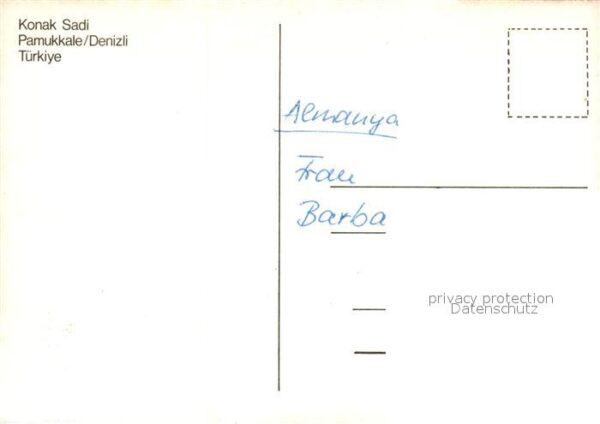 Konak Sadi
Pamukkale/Denizli
Türkiye
Almanya
Frau
Barba
privacy protection
Datenschutz